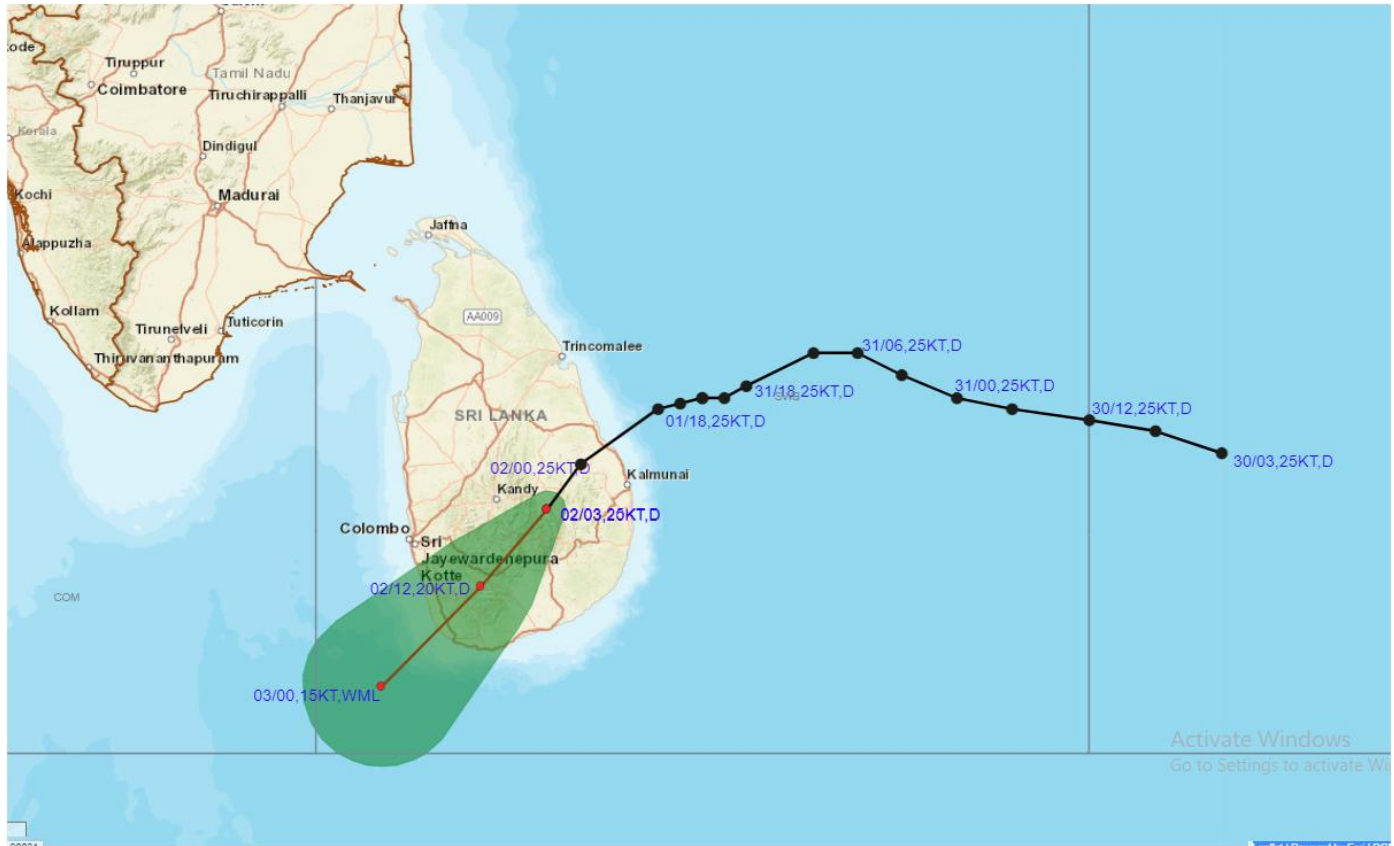 Tiruppur
Coimbatore
Tamil Nadu
Tiruchirappalli
Thanjavur
Kerala
Dindigul
Kochi
Madurai
Alappuzha
Jaffna
Kollam
AA009
Tirunelveli
Tuticorin
Thiruvananthapuram
Trincomalee
31/06,25KT,D
31/18,25KT,D
31/00,25KT,D
SRI LANKA
01/18,25KT,D
30/12,25KT,D
02/00,25KT,D
Kalmunai
30/03,25KT,D
Kandy
02/03,25KT,D
Colombo
Sri
Jayewardenepura
Kotte
02/12,20KT,D
COM
03/00,15KT,WML
Activate Windows
Go to Settings to activate Wi